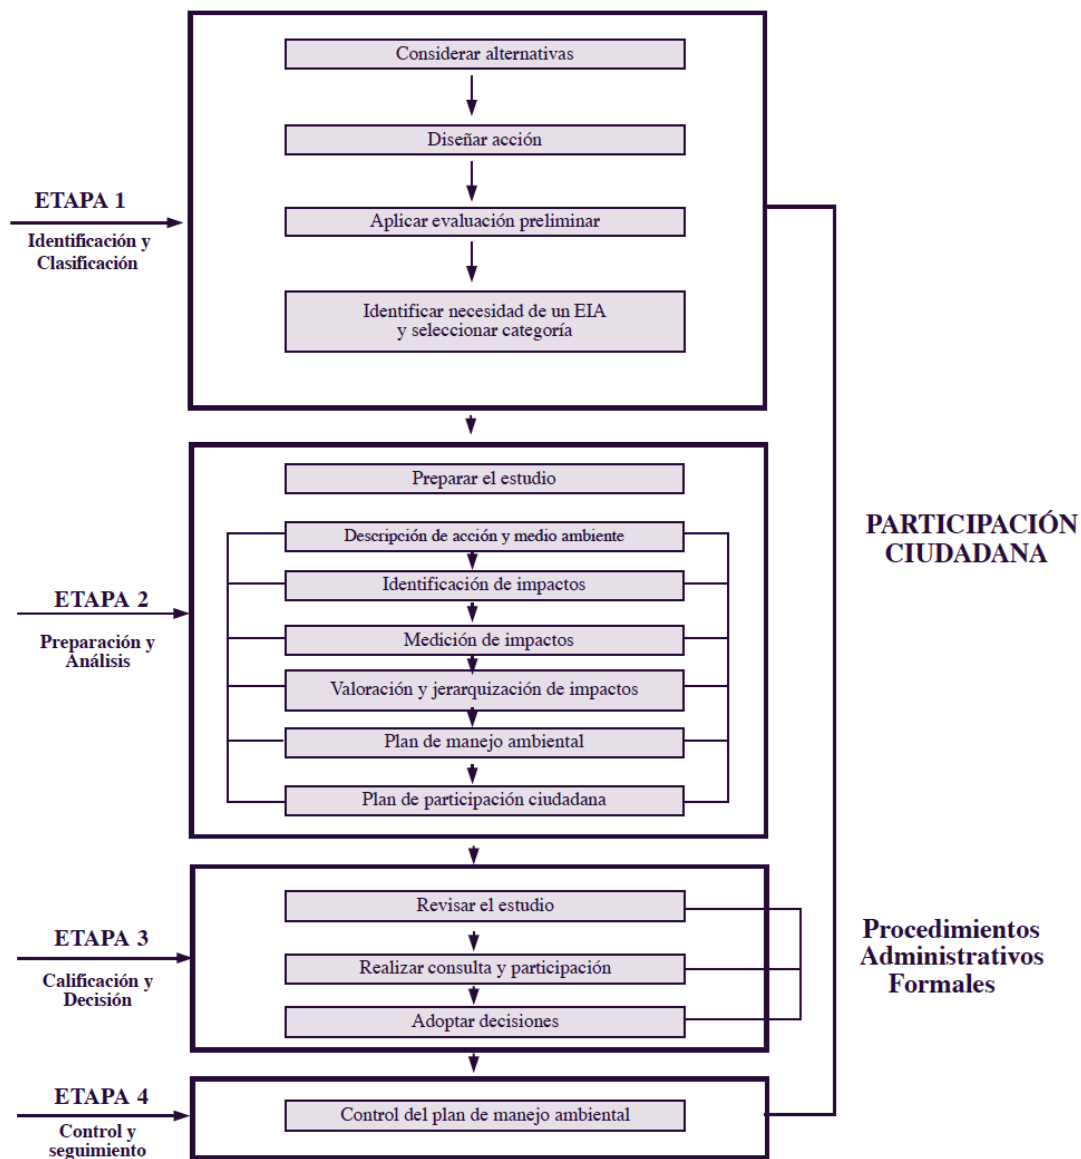 Considerar alternativas
Diseñar acción
ETAPA 1
Identificación y
Clasificación
Aplicar evaluación preliminar
Identificar necesidad de un EIA
y seleccionar categoría
Preparar el estudio
Descripción de acción y medio ambiente
Identificación de impactos
ETAPA 2
Preparación y
Análisis
Medición de impactos
Valoración y jerarquización de impactos
Plan de manejo ambiental
Plan de participación ciudadana
PARTICIPACIÓN
CIUDADANA
Revisar el estudio
ETAPA 3
Calificación y
Decisión
Realizar consulta y participación
Adoptar decisiones
Procedimientos
Administrativos
Formales
ETAPA 4
Control y
seguimiento
Control del plan de manejo ambiental